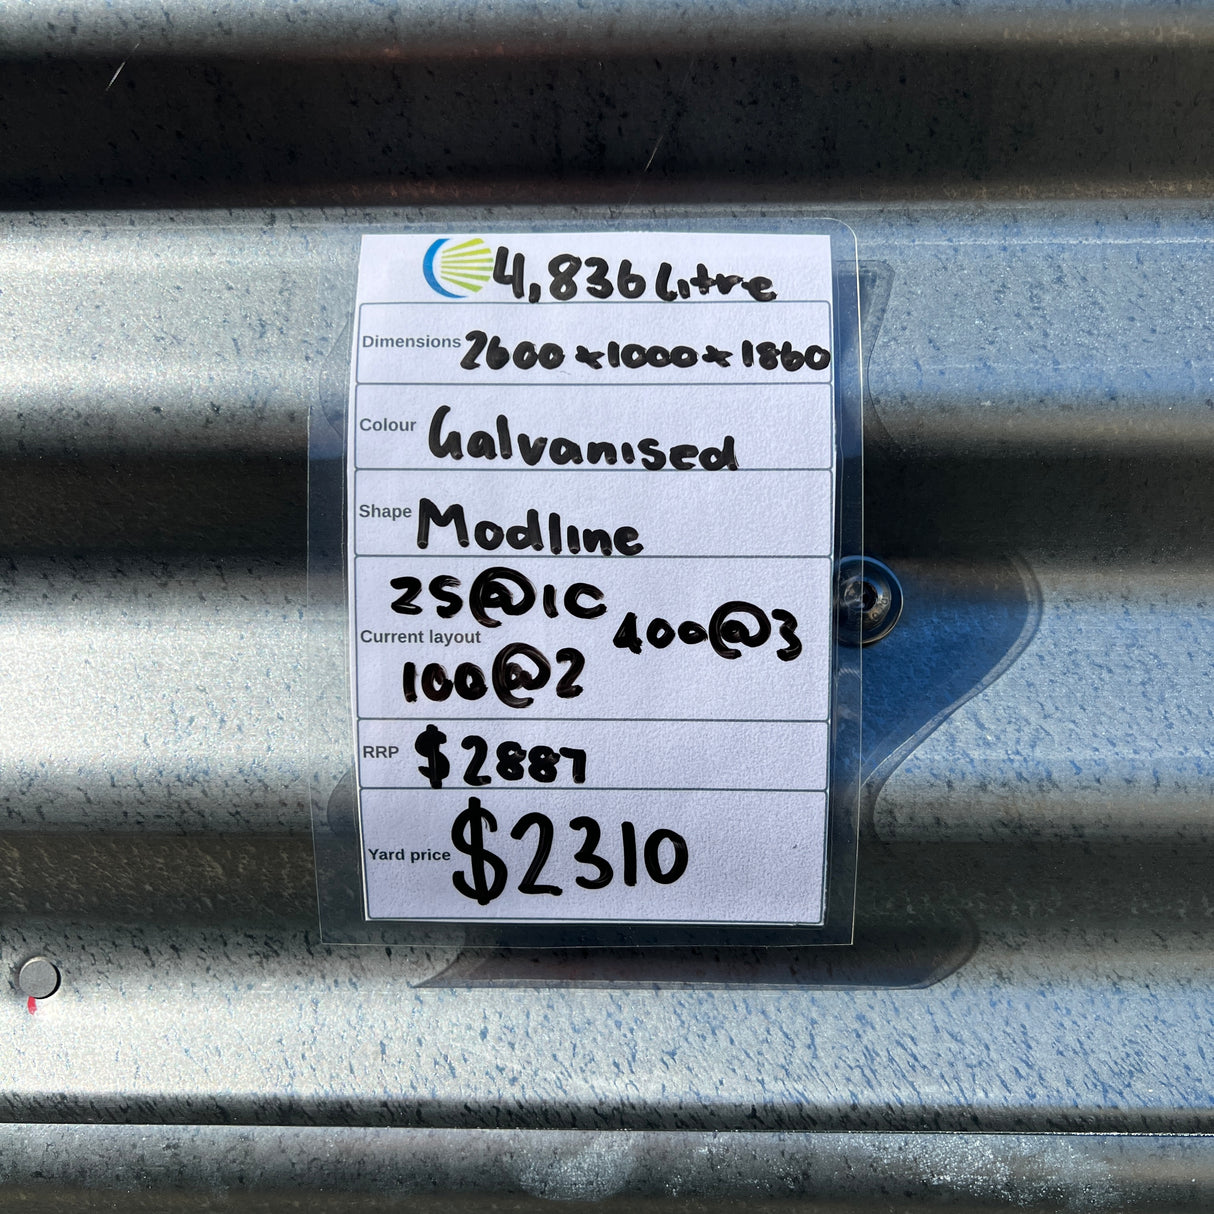 4,836 Litre
Dimensions 2600 x 1000 x 1860
Colour Galvanised
Shape Modline
25@1C 400@3
Current layout
100@2
RRP $2887
Yard price $2310